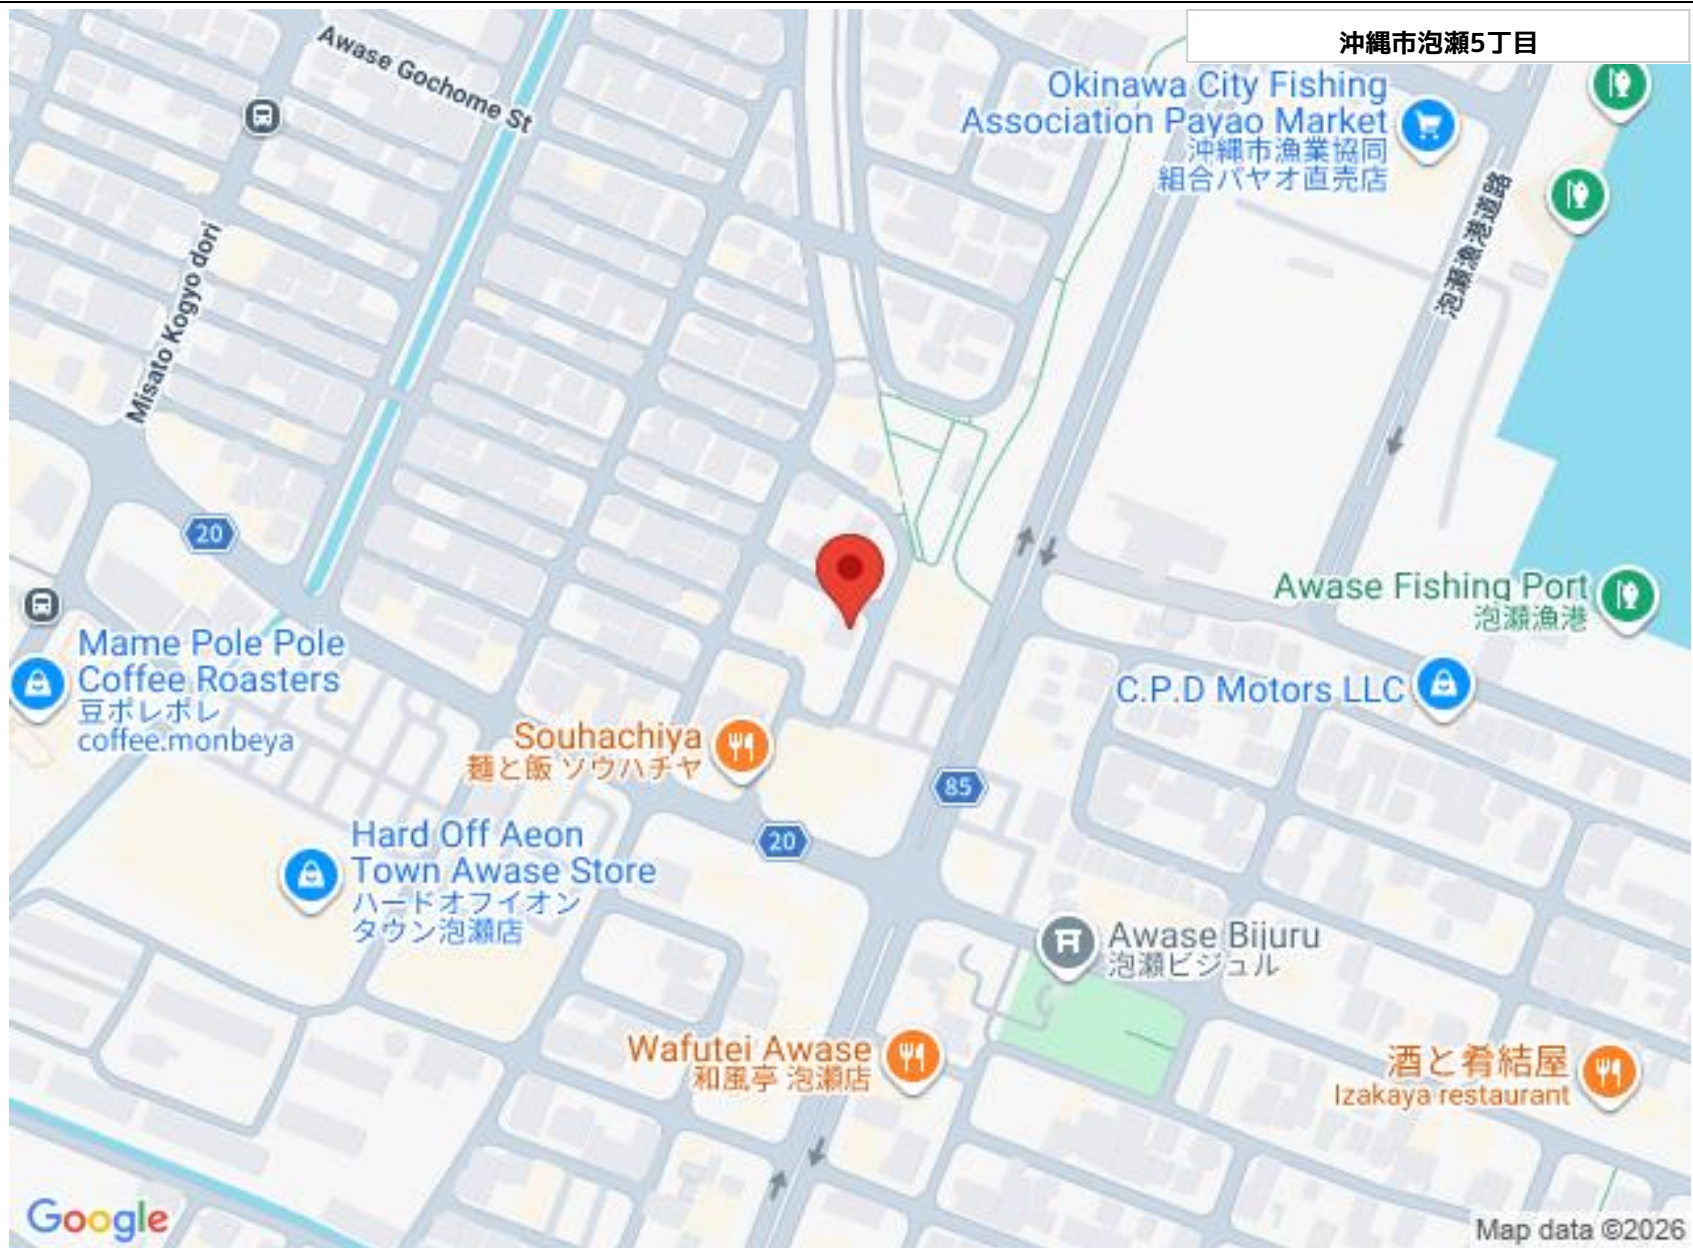 沖縄市泡瀬5丁目
Awase Gochome St
Okinawa City Fishing
Association Payao Market
沖縄市漁業協同
組合パヤオ直売店
泡瀬漁港道路
Misato Kogyo dori
20
Awase Fishing Port
泡瀬漁港
Mame Pole Pole
Coffee Roasters
豆ポレポレ
coffee.monbeya
C.P.D Motors LLC
Souhachiya
麺と飯 ソウハチヤ
85
20
Hard Off Aeon
Town Awase Store
ハードオフイオン
タウン泡瀬店
Awase Bijuru
泡瀬ビジュル
Wafutei Awase
和風亭 泡瀬店
酒と肴結屋
Izakaya restaurant
Google
Map data ©2026